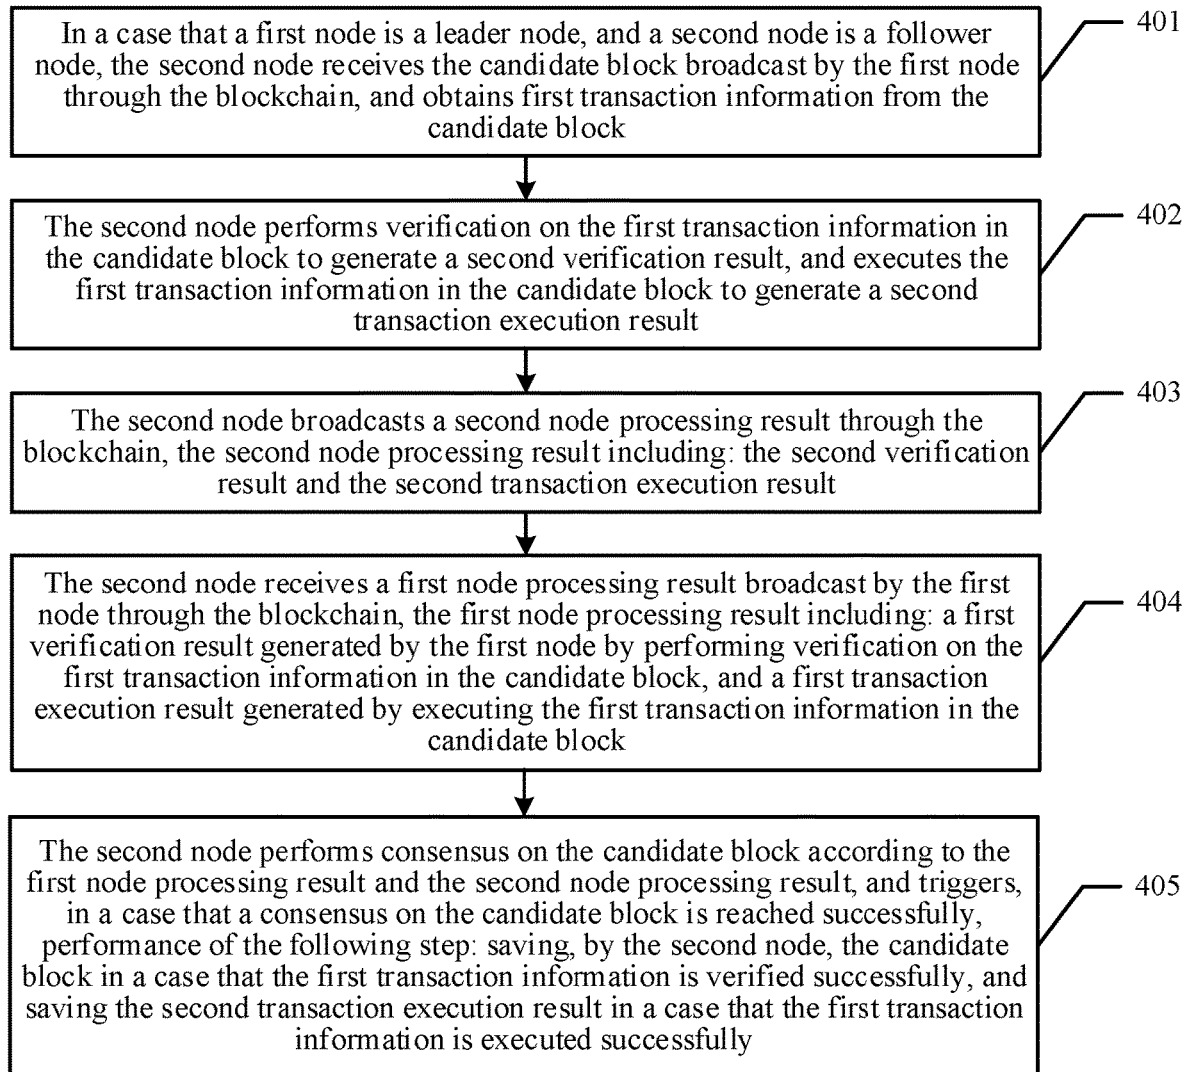 In a case that a first node is a leader node, and a second node is a follower
node, the second node receives the candidate block broadcast by the first node
through the blockchain, and obtains first transaction information from the
candidate block
401
The second node performs verification on the first transaction information in
the candidate block to generate a second verification result, and executes the
first transaction information in the candidate block to generate a second
transaction execution result
402
The second node broadcasts a second node processing result through the
blockchain, the second node processing result including: the second verification
result and the second transaction execution result
403
The second node receives a first node processing result broadcast by the first
node through the blockchain, the first node processing result including: a first
verification result generated by the first node by performing verification on the
first transaction information in the candidate block, and a first transaction
execution result generated by executing the first transaction information in the
candidate block
404
The second node performs consensus on the candidate block according to the
first node processing result and the second node processing result, and triggers,
in a case that a consensus on the candidate block is reached successfully,
performance of the following step: saving, by the second node, the candidate
block in a case that the first transaction information is verified successfully, and
saving the second transaction execution result in a case that the first transaction
information is executed successfully
405